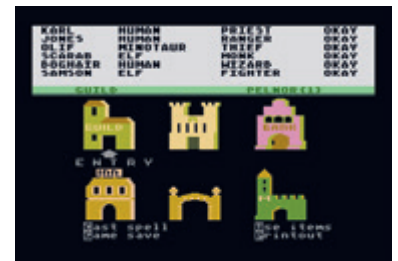 KARL HUMAN PRIEST OKAY
JONES HUMAN RANGER OKAY
OLIF MINOTAUR THIEF OKAY
SCARAB ELF MONK OKAY
BOGHAIR HUMAN WIZARD OKAY
SAMSON ELF FIGHTER OKAY
GUILD PELNOR(1)
GUILD BANK
ENTRY
BAR
Cast spell Use items
Game save Printout